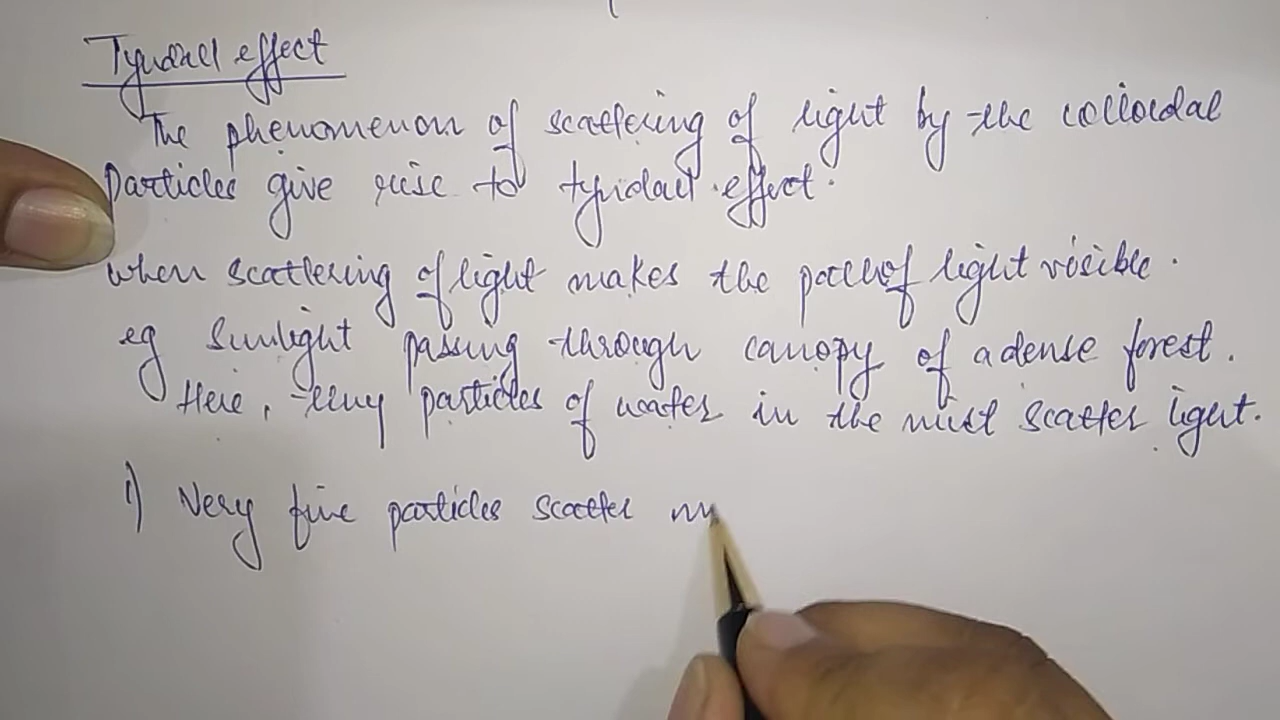 Tyndall effect
The phenomenon of scattering of light by the colloidal
Particles give rise to tyndall effect.
when scattering of light makes the path of light visible.
eg Sunlight passing through canopy of a dense forest.
Here, tiny particles of water in the mist scatter light.
1) Very fine particles scatter